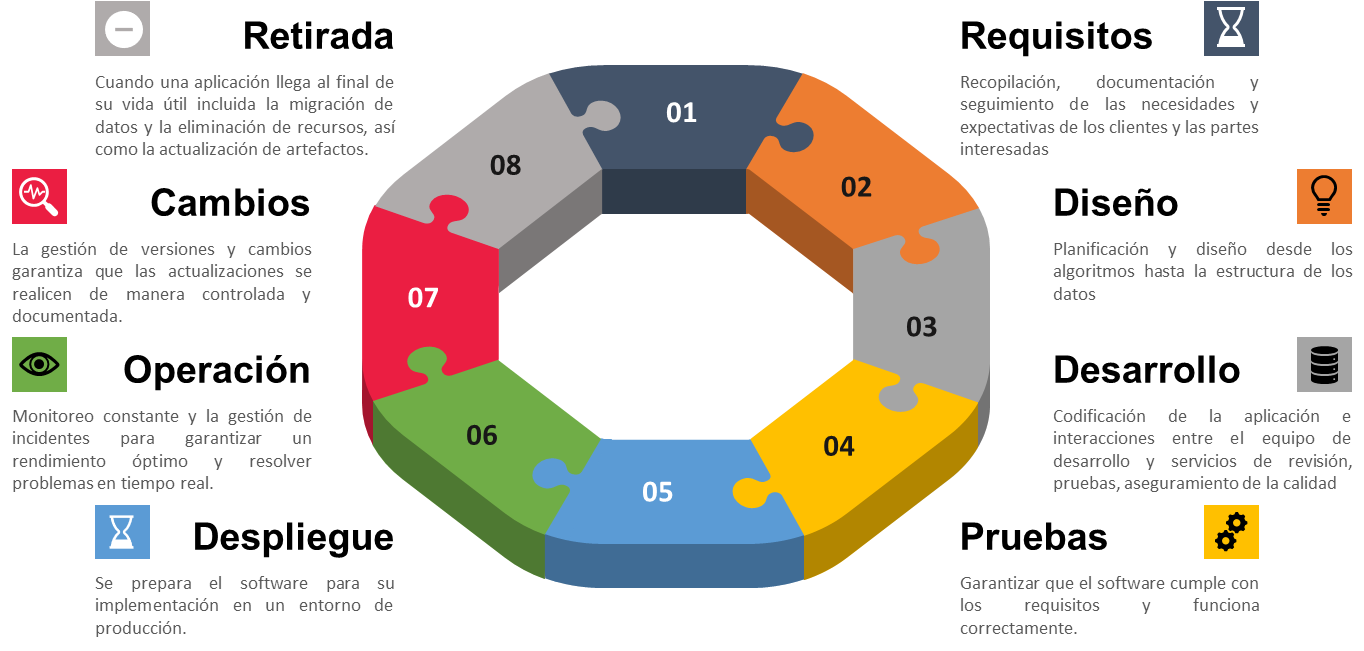 Retirada
Cuando una aplicación llega al final de
su vida útil incluida la migración de
datos y la eliminación de recursos, así
como la actualización de artefactos.
Cambios
La gestión de versiones y cambios
garantiza que las actualizaciones se
realicen de manera controlada y
documentada.
Operación
Monitoreo constante y la gestión de
incidentes para garantizar un
rendimiento óptimo y resolver
problemas en tiempo real.
Despliegue
Se prepara el software para su
implementación en un entorno de
producción.
01
02
03
04
05
06
07
08
Requisitos
Recopilación, documentación y
seguimiento de las necesidades y
expectativas de los clientes y las partes
interesadas
Diseño
Planificación y diseño desde los
algoritmos hasta la estructura de los
datos
Desarrollo
Codificación de la aplicación e
interacciones entre el equipo de
desarrollo y servicios de revisión,
pruebas, aseguramiento de la calidad
Pruebas
Garantizar que el software cumple con
los requisitos y funciona
correctamente.